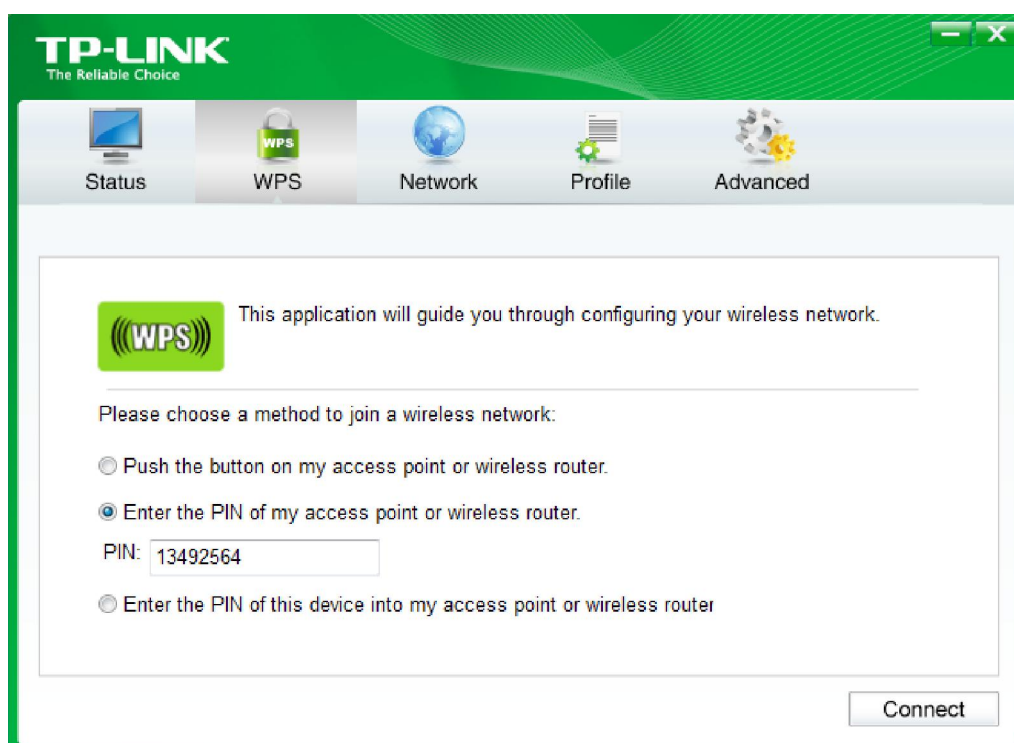 TP-LINK
The Reliable Choice
Status WPS Network Profile Advanced
WPS
(((WPS)))
This application will guide you through configuring your wireless network.
Please choose a method to join a wireless network:
Push the button on my access point or wireless router.
Enter the PIN of my access point or wireless router.
PIN: 13492564
Enter the PIN of this device into my access point or wireless router
Connect